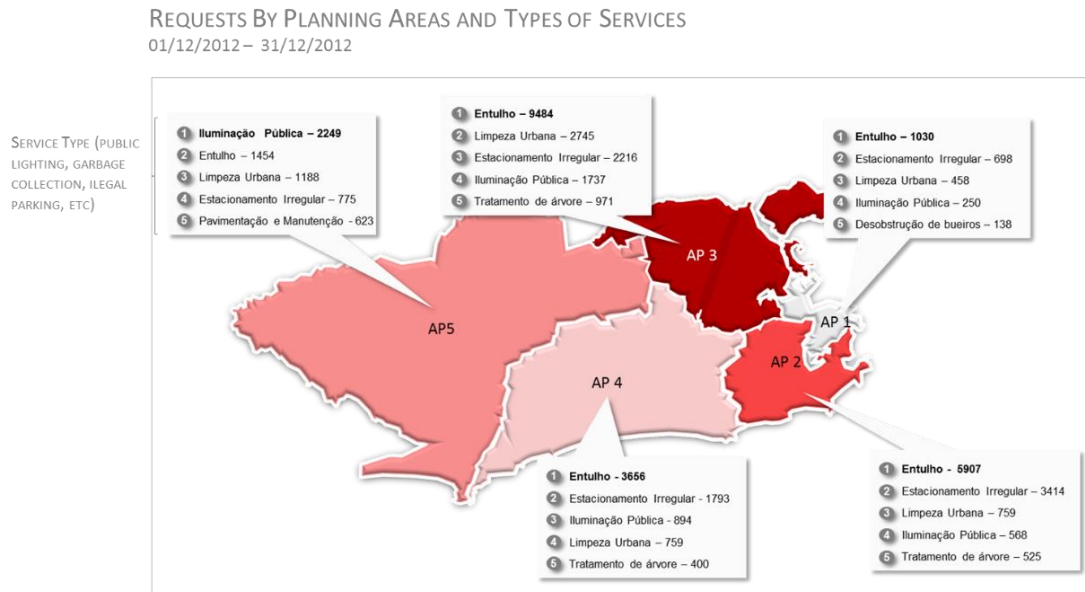 REQUESTS BY PLANNING AREAS AND TYPES OF SERVICES
01/12/2012 – 31/12/2012
SERVICE TYPE (PUBLIC
LIGHTING, GARBAGE
COLLECTION, ILEGAL
PARKING, ETC)
1 Iluminação Pública – 2249
2 Entulho – 1454
3 Limpeza Urbana – 1188
4 Estacionamento Irregular – 775
5 Pavimentação e Manutenção - 623
1 Entulho – 9484
2 Limpeza Urbana – 2745
3 Estacionamento Irregular – 2216
4 Iluminação Pública – 1737
5 Tratamento de árvore – 971
1 Entulho – 1030
2 Estacionamento Irregular – 698
3 Limpeza Urbana – 458
4 Iluminação Pública – 250
5 Desobstrução de bueiros – 138
AP 3
AP5
AP 1
AP 2
AP 4
1 Entulho - 3656
2 Estacionamento Irregular – 1793
3 Iluminação Pública - 894
4 Limpeza Urbana – 759
5 Tratamento de árvore – 400
1 Entulho - 5907
2 Estacionamento Irregular – 3414
3 Limpeza Urbana – 759
4 Iluminação Pública – 568
5 Tratamento de árvore – 525